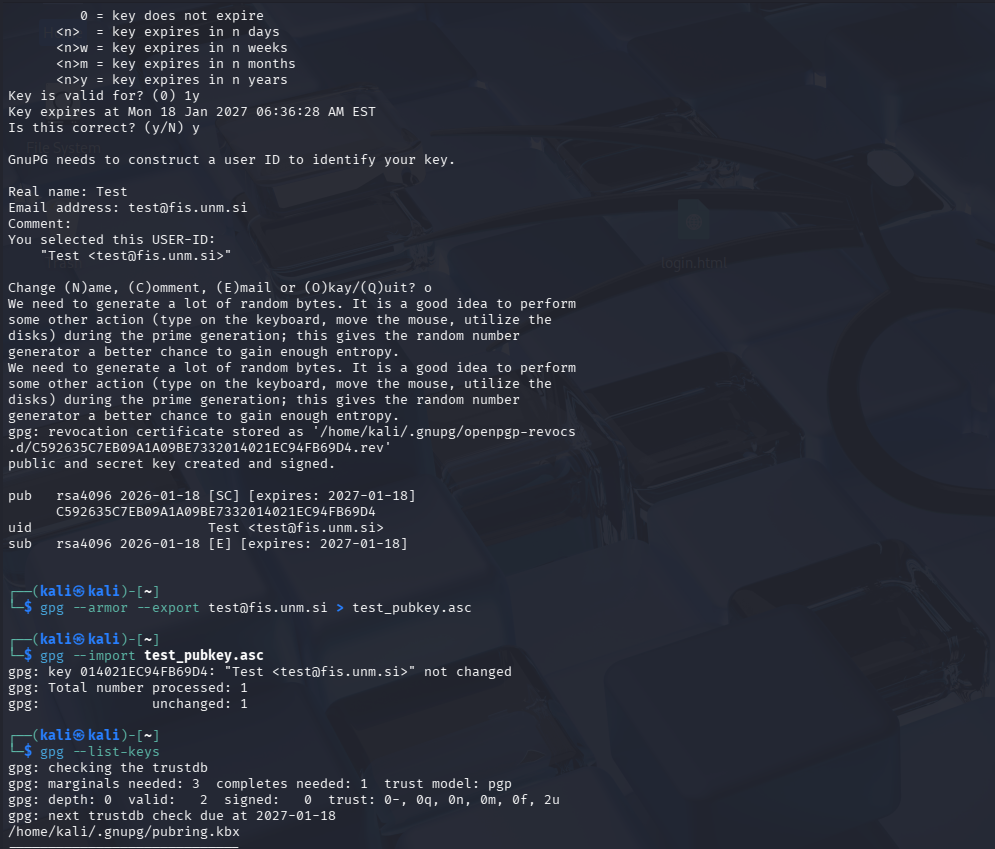 0 = key does not expire
      <n>  = key expires in n days
      <n>w = key expires in n weeks
      <n>m = key expires in n months
      <n>y = key expires in n years
Key is valid for? (0) 1y
Key expires at Mon 18 Jan 2027 06:36:28 AM EST
Is this correct? (y/N) y
File System
GnuPG needs to construct a user ID to identify your key.

Real name: Test
Email address: test@fis.unm.si
Comment:
You selected this USER-ID:
    "Test <test@fis.unm.si>"
login.html
Change (N)ame, (C)omment, (E)mail or (O)kay/(Q)uit? o
We need to generate a lot of random bytes. It is a good idea to perform
some other action (type on the keyboard, move the mouse, utilize the
disks) during the prime generation; this gives the random number
generator a better chance to gain enough entropy.
We need to generate a lot of random bytes. It is a good idea to perform
some other action (type on the keyboard, move the mouse, utilize the
disks) during the prime generation; this gives the random number
generator a better chance to gain enough entropy.
gpg: revocation certificate stored as '/home/kali/.gnupg/openpgp-revocs
.d/C592635C7EB09A1A09BE7332014021EC94FB69D4.rev'
public and secret key created and signed.

pub   rsa4096 2026-01-18 [SC] [expires: 2027-01-18]
      C592635C7EB09A1A09BE7332014021EC94FB69D4
uid                      Test <test@fis.unm.si>
sub   rsa4096 2026-01-18 [E] [expires: 2027-01-18]

┌──(kali㉿kali)-[~]
└─$ gpg --armor --export test@fis.unm.si > test_pubkey.asc

┌──(kali㉿kali)-[~]
└─$ gpg --import test_pubkey.asc
gpg: key 014021EC94FB69D4: "Test <test@fis.unm.si>" not changed
gpg: Total number processed: 1
gpg:              unchanged: 1

┌──(kali㉿kali)-[~]
└─$ gpg --list-keys
gpg: checking the trustdb
gpg: marginals needed: 3  completes needed: 1  trust model: pgp
gpg: depth: 0  valid:   2  signed:   0  trust: 0-, 0q, 0n, 0m, 0f, 2u
gpg: next trustdb check due at 2027-01-18
/home/kali/.gnupg/pubring.kbx
-----------------------------